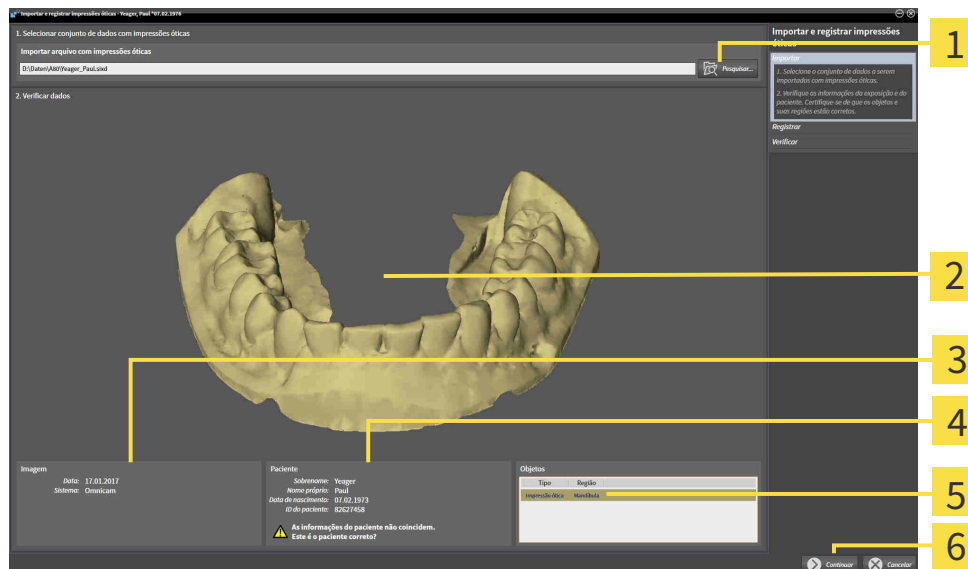 Importar e registrar impressões óticas - Yeager, Paul *07.02.1976
1. Selecionar conjunto de dados com impressões óticas
Importar arquivo com impressões óticas
D:\Daten\A80\Yeager_Paul.sixd
Pesquisar...
2. Verificar dados
Importar e registrar impressões
óticas
Importar
1. Selecione o conjunto de dados a serem
importados com impressões óticas.
2. Verifique as informações da exposição e do
paciente. Certifique-se de que os objetos e
suas regiões estão corretos.
Registrar
Verificar
1
2
3
4
5
6
Imagem
Data: 17.01.2017
Sistema: Omnicam
Paciente
Sobrenome: Yeager
Nome próprio: Paul
Data de nascimento: 07.02.1973
ID do paciente: 82627458
As informações do paciente não coincidem.
Este é o paciente correto?
Objetos
Tipo Região
Impressão ótica Mandíbula
Continuar
Cancelar